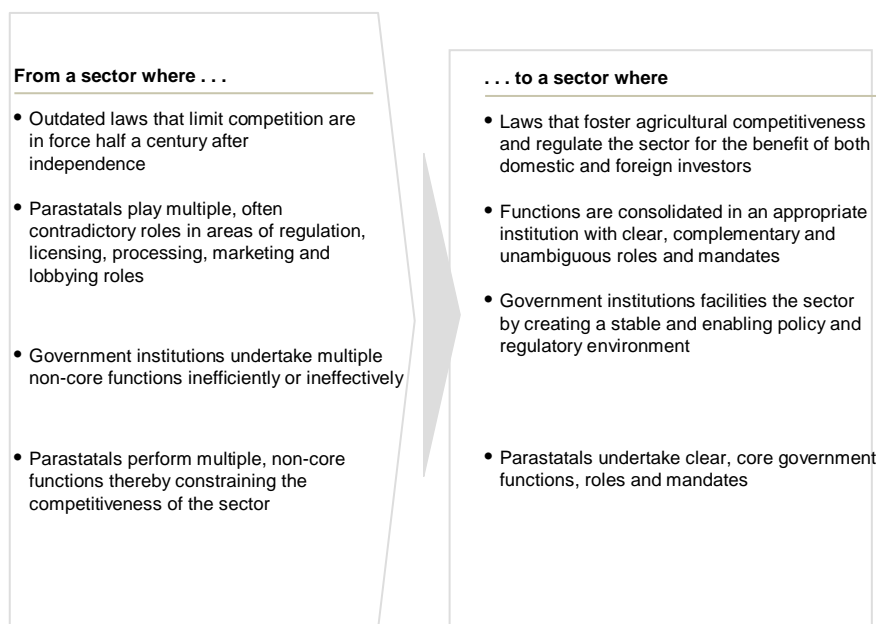 From a sector where . . .
• Outdated laws that limit competition are
in force half a century after
independence
• Parastatals play multiple, often
contradictory roles in areas of regulation,
licensing, processing, marketing and
lobbying roles
• Government institutions undertake multiple
non-core functions inefficiently or ineffectively
• Parastatals perform multiple, non-core
functions thereby constraining the
competitiveness of the sector
. . . to a sector where
• Laws that foster agricultural competitiveness
and regulate the sector for the benefit of both
domestic and foreign investors
• Functions are consolidated in an appropriate
institution with clear, complementary and
unambiguous roles and mandates
• Government institutions facilities the sector
by creating a stable and enabling policy and
regulatory environment
• Parastatals undertake clear, core government
functions, roles and mandates